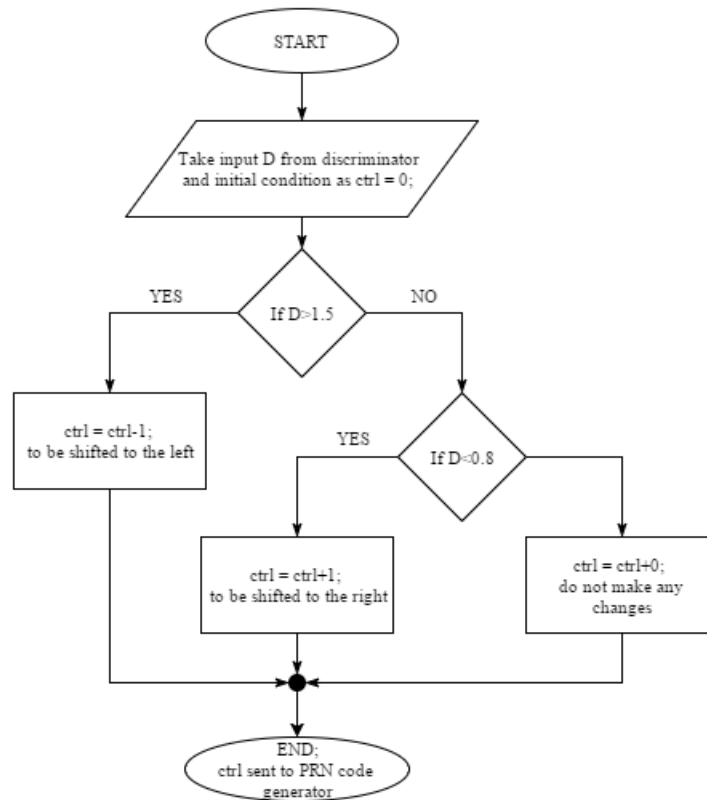 START
Take input D from discriminator
and initial condition as ctrl = 0;
If D>1.5
YES
NO
ctrl = ctrl-1;
to be shifted to the left
If D<0.8
YES
ctrl = ctrl+1;
to be shifted to the right
ctrl = ctrl+0;
do not make any
changes
END;
ctrl sent to PRN code
generator